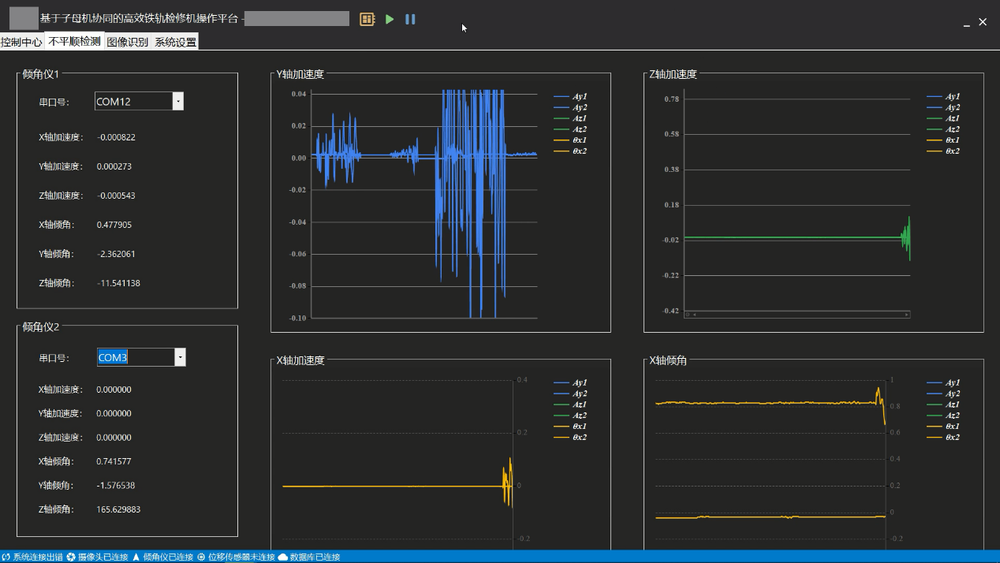 基于子母机协同的高效铁轨检修机操作平台 -
控制中心 不平顺检测 图像识别 系统设置
倾角仪1
串口号: COM12
X轴加速度: -0.000822
Y轴加速度: 0.000273
Z轴加速度: -0.000543
X轴倾角: 0.477905
Y轴倾角: -2.362061
Z轴倾角: -11.541138
倾角仪2
串口号: COM3
X轴加速度: 0.000000
Y轴加速度: 0.000000
Z轴加速度: 0.000000
X轴倾角: 0.741577
Y轴倾角: -1.576538
Z轴倾角: 165.629883
Y轴加速度
0.04
0.02
0.00
-0.02
-0.04
-0.06
-0.08
-0.10
Ay1
Ay2
Az1
Az2
θx1
θx2
Z轴加速度
0.78
0.58
0.38
0.18
-0.02
-0.22
-0.42
Ay1
Ay2
Az1
Az2
θx1
θx2
X轴加速度
0.4
0.2
0
-0.2
Ay1
Ay2
Az1
Az2
θx1
θx2
X轴倾角
1
0.8
0.6
0.4
0.2
0
-0.2
Ay1
Ay2
Az1
Az2
θx1
θx2
系统连接出错 摄像头已连接 倾角仪已连接 位移传感器未连接 数据库已连接